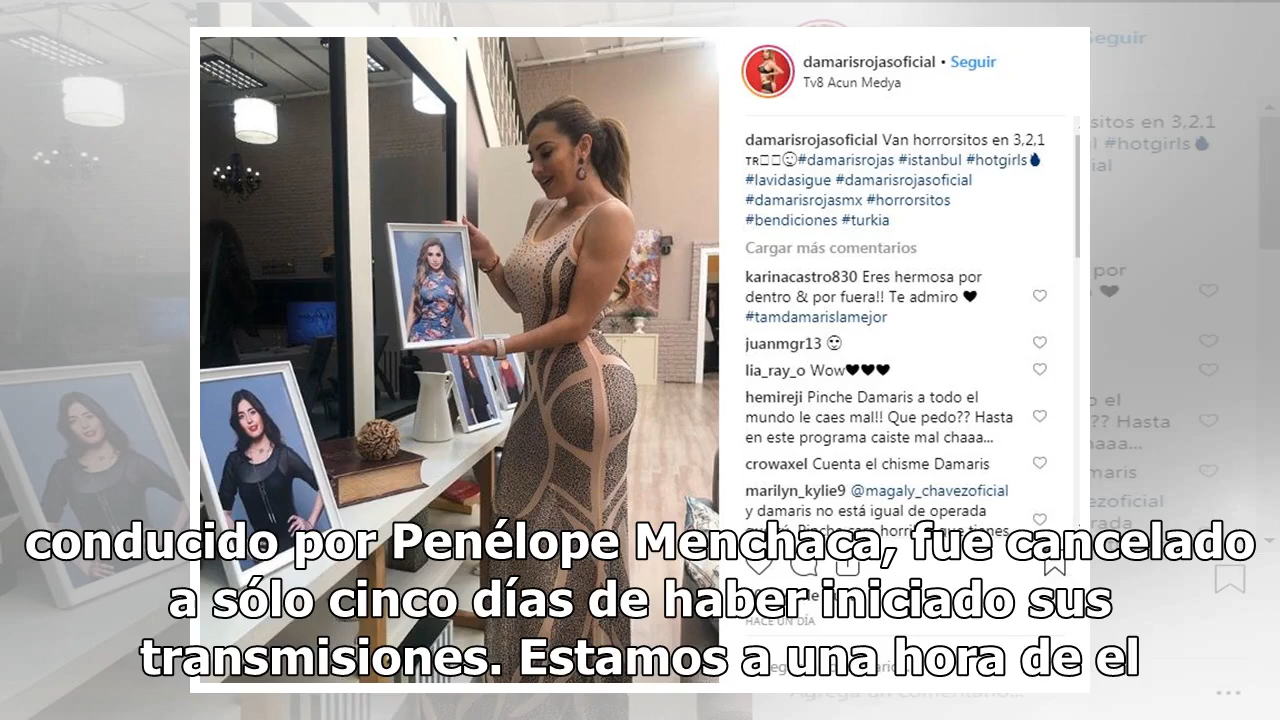 damarisrojasoficial • Seguir
Tv8 Acun Medya
damarisrojasoficial Van horrorsitos en 3,2,1
TR #damarisrojas #istanbul #hotgirls
#lavidasigue #damarisrojasoficial
#damarisrojasmx #horrorsitos
#bendiciones #turkia
Cargar más comentarios
karinacastro830 Eres hermosa por
dentro & por fuera!! Te admiro ❤
#tamdamarislamejor
juanmgr13 ☺
lia_ray_o Wow❤❤❤
hemireji Pinche Damaris a todo el
mundo le caes mal!! Que pedo?? Hasta
en este programa caiste mal chaaa...
crowaxel Cuenta el chisme Damaris
marilyn_kylie9 @magaly_chavezoficial
y damaris no está igual de operada
conducido por Penélope Menchaca, fue cancelado
a sólo cinco días de haber iniciado sus
HACE UN DÍA
transmisiones. Estamos a una hora de el